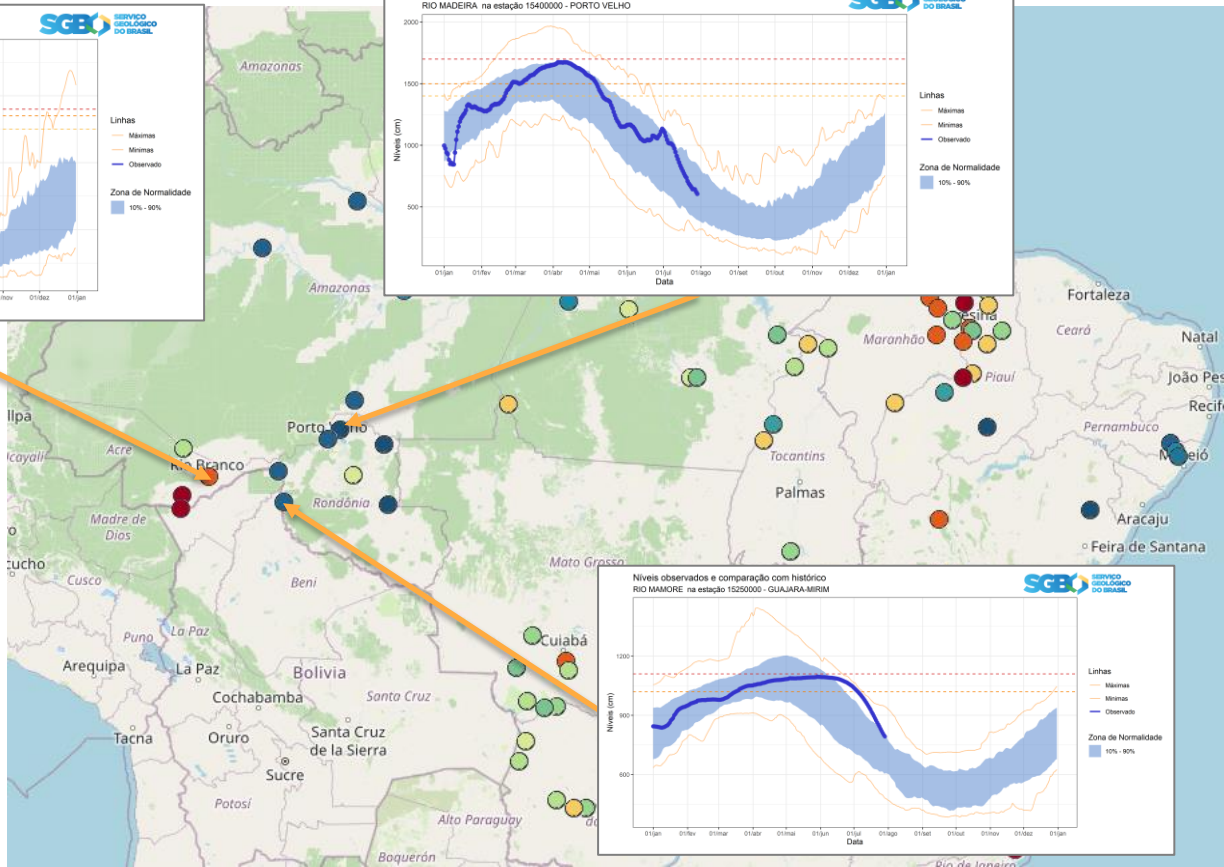 SGB SERVIÇO
GEOLÓGICO
DO BRASIL
Linhas
Máximas
Mínimas
Observado
Zona de Normalidade
10% - 90%
01/dez
01/jan
RIO MADEIRA na estação 15400000 - PORTO VELHO
DO BRASIL
2000
1500
1000
500
Níveis (cm)
01/jan 01/fev 01/mar 01/abr 01/mai 01/jun 01/jul 01/ago 01/set 01/out 01/nov 01/dez 01/jan
Data
Linhas
Máximas
Mínimas
Observado
Zona de Normalidade
10% - 90%
Amazonas
Amazonas
Fortaleza
Maranhão
Ceará
Natal
Piauí
Pernambuco
Acre
Rio Branco
Rondônia
Tocantins
Palmas
Aracaju
Feira de Santana
Madre de
Dios
Cusco
Beni
Mato Grosso
Puno
La Paz
Arequipa
La Paz
Bolivia
Cuiabá
Cochabamba
Santa Cruz
Tacna
Oruro
Santa Cruz
de la Sierra
Sucre
Potosí
Alto Paraguay
Boquerón
Níveis observados e comparação com histórico
RIO MAMORE na estação 15250000 - GUAJARA-MIRIM
SGB SERVIÇO
GEOLÓGICO
DO BRASIL
1200
900
600
Níveis (cm)
01/jan 01/fev 01/mar 01/abr 01/mai 01/jun 01/jul 01/ago 01/set 01/out 01/nov 01/dez 01/jan
Data
Linhas
Máximas
Mínimas
Observado
Zona de Normalidade
10% - 90%